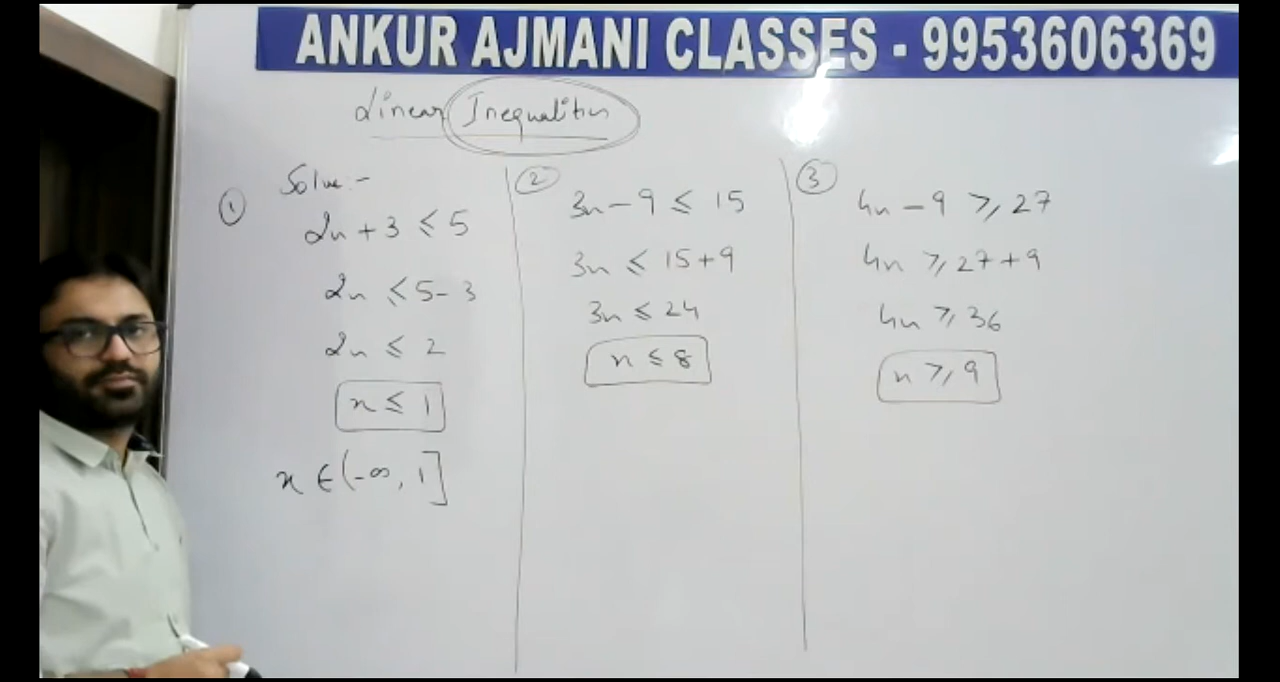 ANKUR AJMANI CLASSES - 9953606369
Linear Inequalities
Solve :-
①
2x + 3 ≤ 5
2x ≤ 5 - 3
2x ≤ 2
x ≤ 1
x ∈ (-∞, 1]
②
3x - 9 ≤ 15
3x ≤ 15 + 9
3x ≤ 24
x ≤ 8
③
4x - 9 ≥ 27
4x ≥ 27 + 9
4x ≥ 36
x ≥ 9